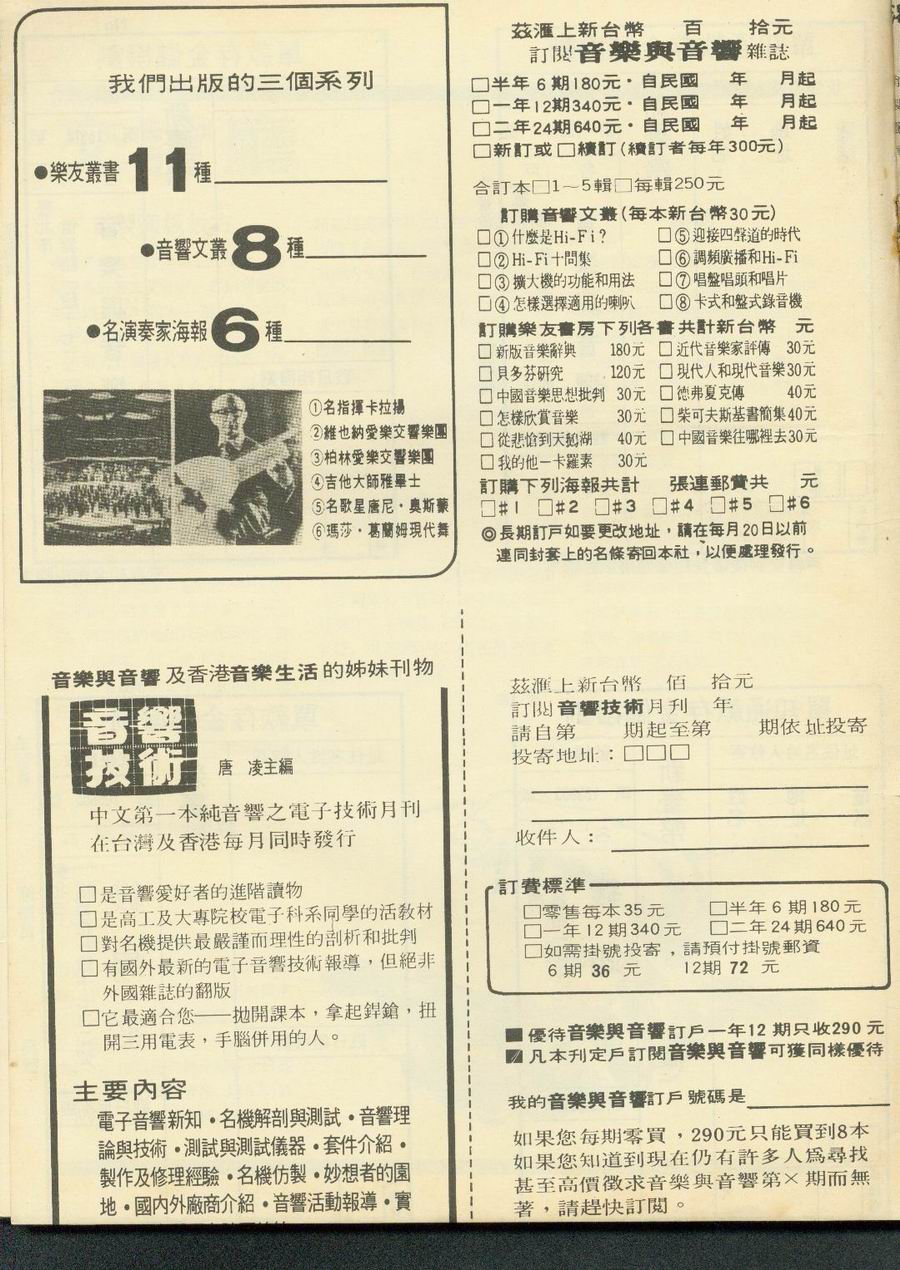 我們出版的三個系列
●樂友叢書11種
●音響文叢8種
●名演奏家海報6種
①名指揮卡拉揚
②維也納愛樂交響樂團
③柏林愛樂交響樂團
④吉他大師雅畢士
⑤名歌星唐尼·奧斯蒙
⑥瑪莎·葛蘭姆現代舞
茲滙上新台幣 百 拾元
訂閱音樂與音響雜誌
□半年6期180元·自民國 年 月起
□一年12期340元·自民國 年 月起
□二年24期640元·自民國 年 月起
□新訂或□續訂(續訂者每年300元)
合訂本□1～5輯□每輯250元
訂購音響文叢(每本新台幣30元)
□①什麼是Hi-Fi? □⑤迎接四聲道的時代
□②Hi-Fi十問集 □⑥調頻廣播和Hi-Fi
□③擴大機的功能和用法 □⑦唱盤唱頭和唱片
□④怎樣選擇適用的喇叭 □⑧卡式和盤式錄音機
訂購樂友書房下列各書共計新台幣 元
□新版音樂辭典 180元 □近代音樂家評傳 30元
□貝多芬研究 120元 □現代人和現代音樂30元
□中國音樂思想批判 30元 □德弗夏克傳 40元
□怎樣欣賞音樂 30元 □柴可夫斯基書簡集40元
□從悲愴到天鵝湖 40元 □中國音樂往哪裡去30元
□我的他—卡羅素 30元
訂購下列海報共計 張連郵費共 元
□#1 □#2 □#3 □#4 □#5 □#6
◎長期訂戶如要更改地址，請在每月20日以前
連同封套上的名條寄回本社，以便處理發行。
音樂與音響及香港音樂生活的姊妹刊物
音響
技術
唐 凌主編
中文第一本純音響之電子技術月刊
在台灣及香港每月同時發行
□是音響愛好者的進階讀物
□是高工及大專院校電子科系同學的活教材
□對名機提供最嚴謹而理性的剖析和批判
□有國外最新的電子音響技術報導，但絕非
外國雜誌的翻版
□它最適合您——拋開課本，拿起銲鎗，扭
開三用電表，手腦併用的人。
主要內容
電子音響新知·名機解剖與測試·音響理
論與技術·測試與測試儀器·套件介紹·
製作及修理經驗·名機仿製·妙想者的園
地·國內外廠商介紹·音響活動報導·實
茲滙上新台幣 佰 拾元
訂閱音響技術月刊 年
請自第 期起至第 期依址投寄
投寄地址：□□□
收件人：
訂費標準
□零售每本35元 □半年6期180元
□一年12期340元 □二年24期640元
□如需掛號投寄，請預付掛號郵資
6期 36 元 12期 72 元
■優待音樂與音響訂戶一年12期只收290元
■凡本刊定戶訂閱音樂與音響可獲同樣優待
我的音樂與音響訂戶號碼是
如果您每期零買，290元只能買到8本
如果您知道到現在仍有許多人爲尋找
甚至高價徵求音樂與音響第×期而無
著，請趕快訂閱。